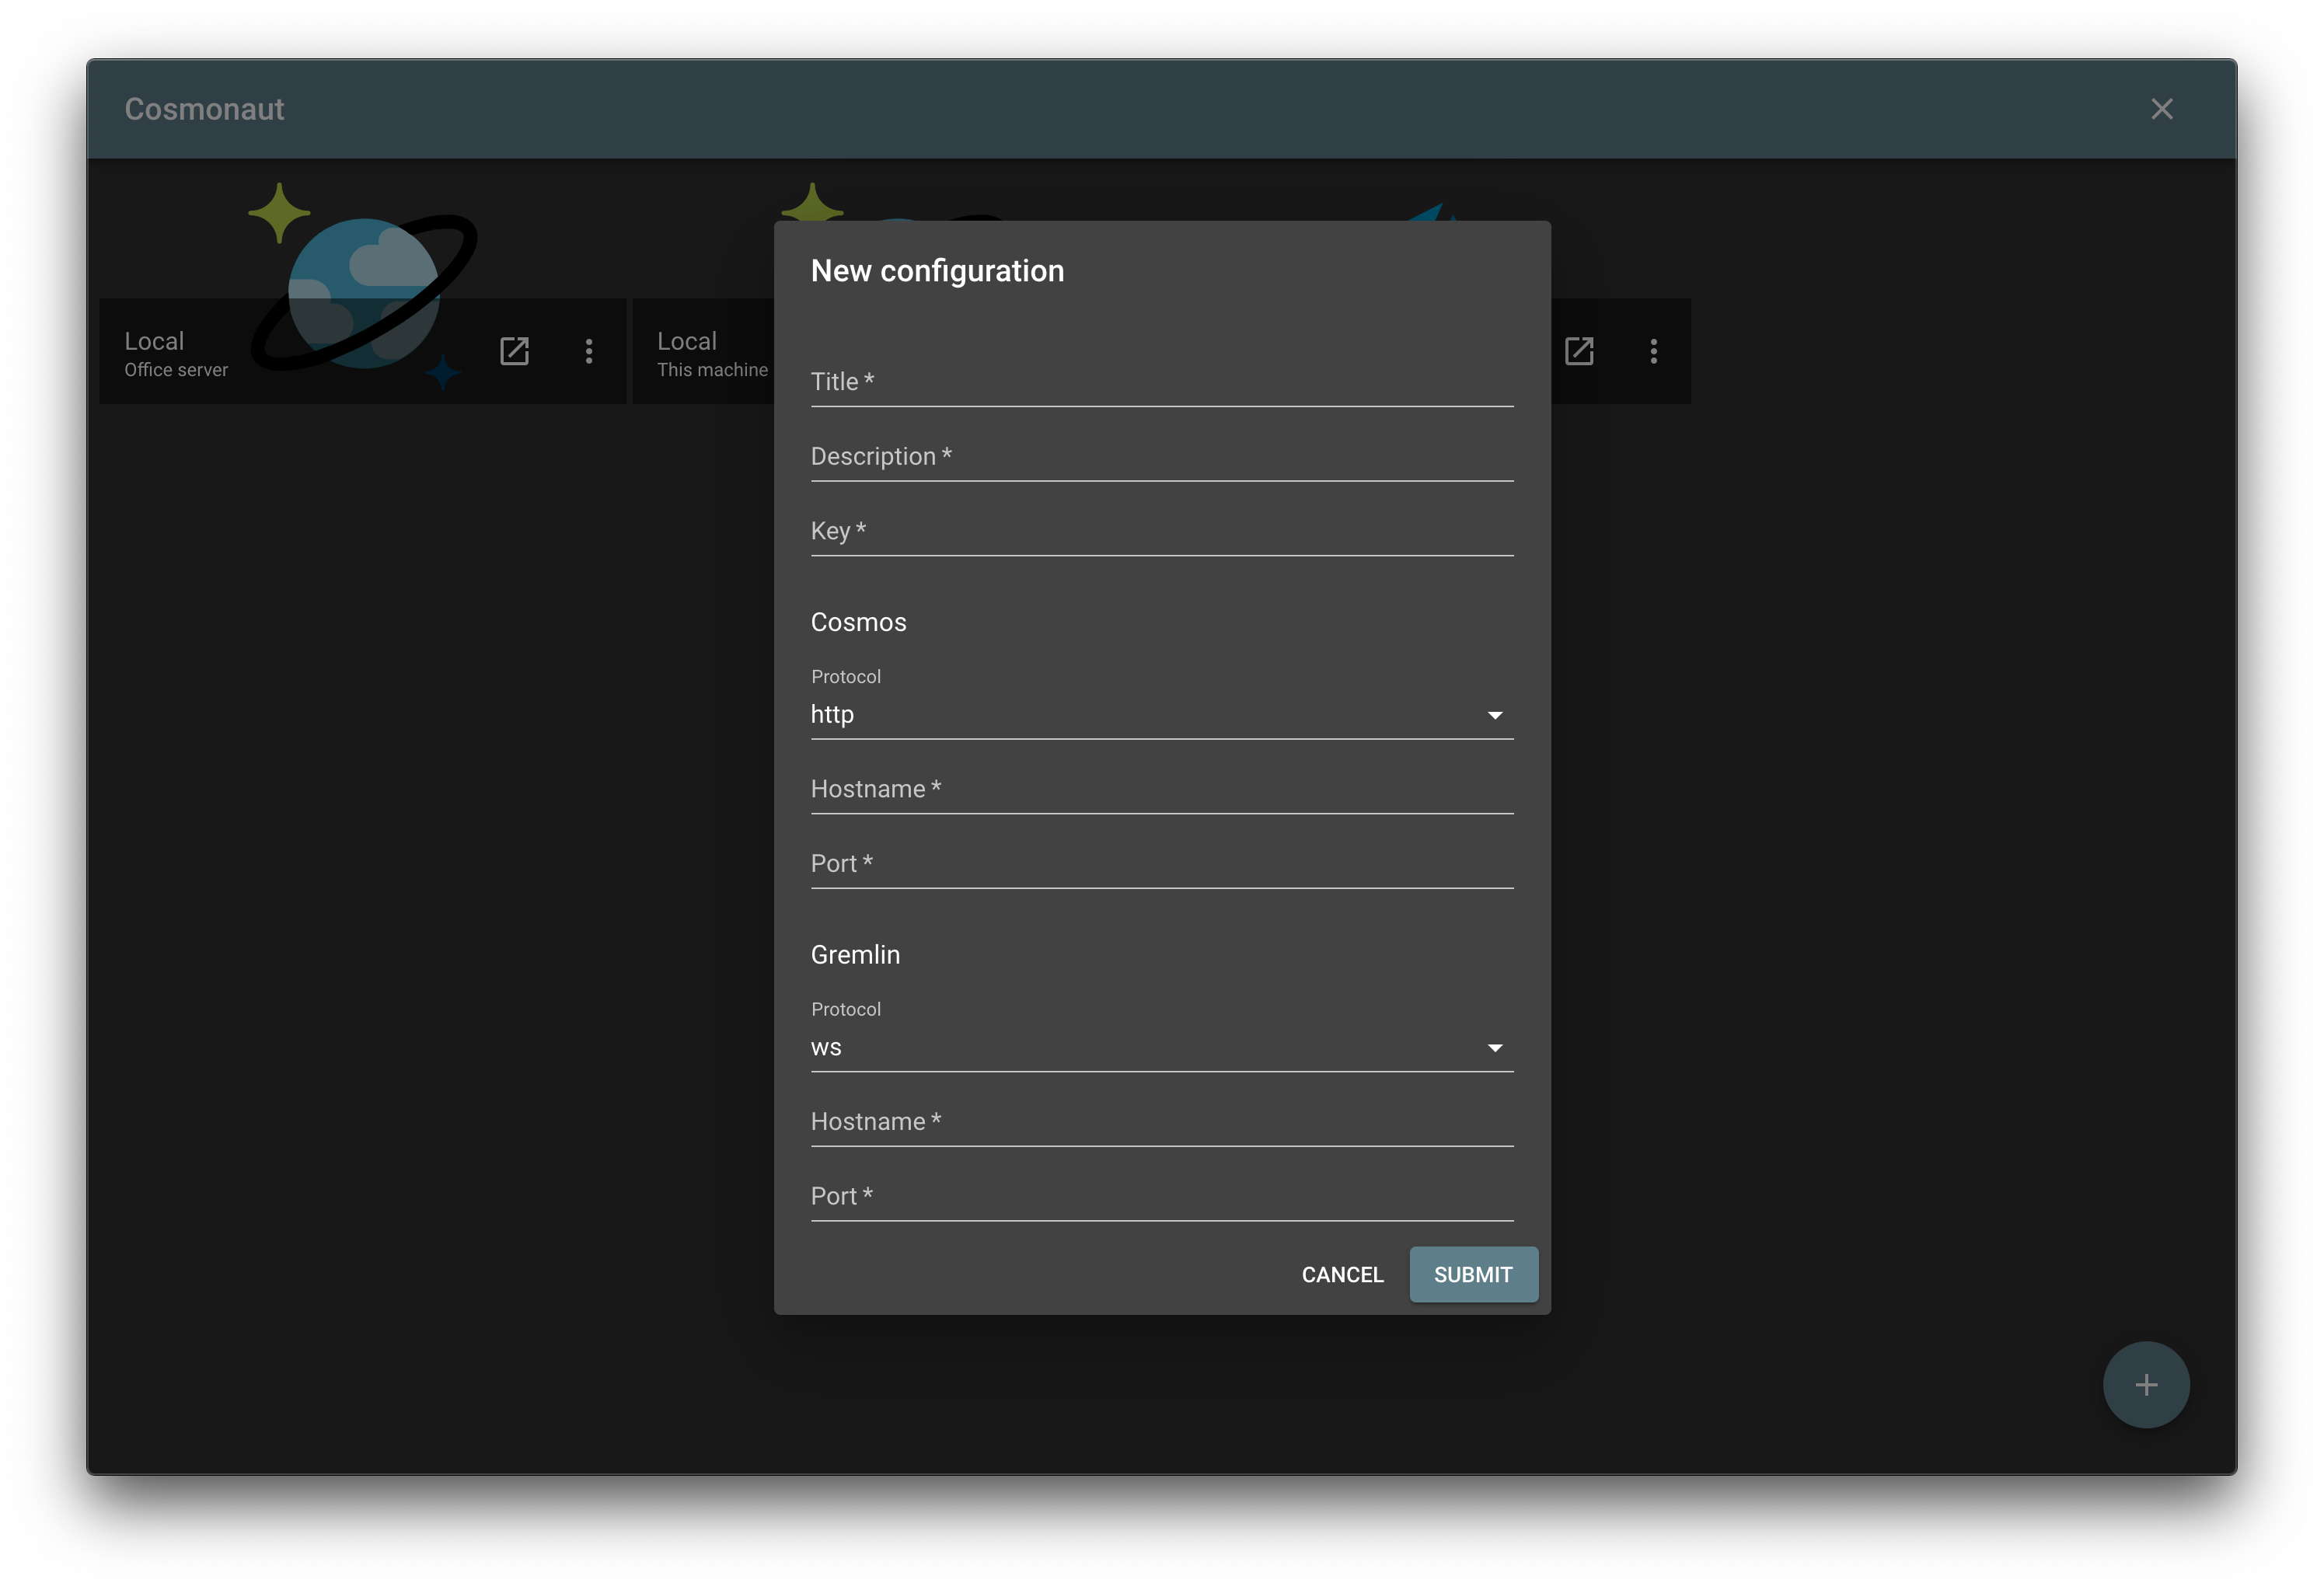 Cosmonaut
Local
Office server
Local
This machine
New configuration
Title *
Description *
Key *
Cosmos
Protocol
http
Hostname *
Port *
Gremlin
Protocol
ws
Hostname *
Port *
CANCEL
SUBMIT